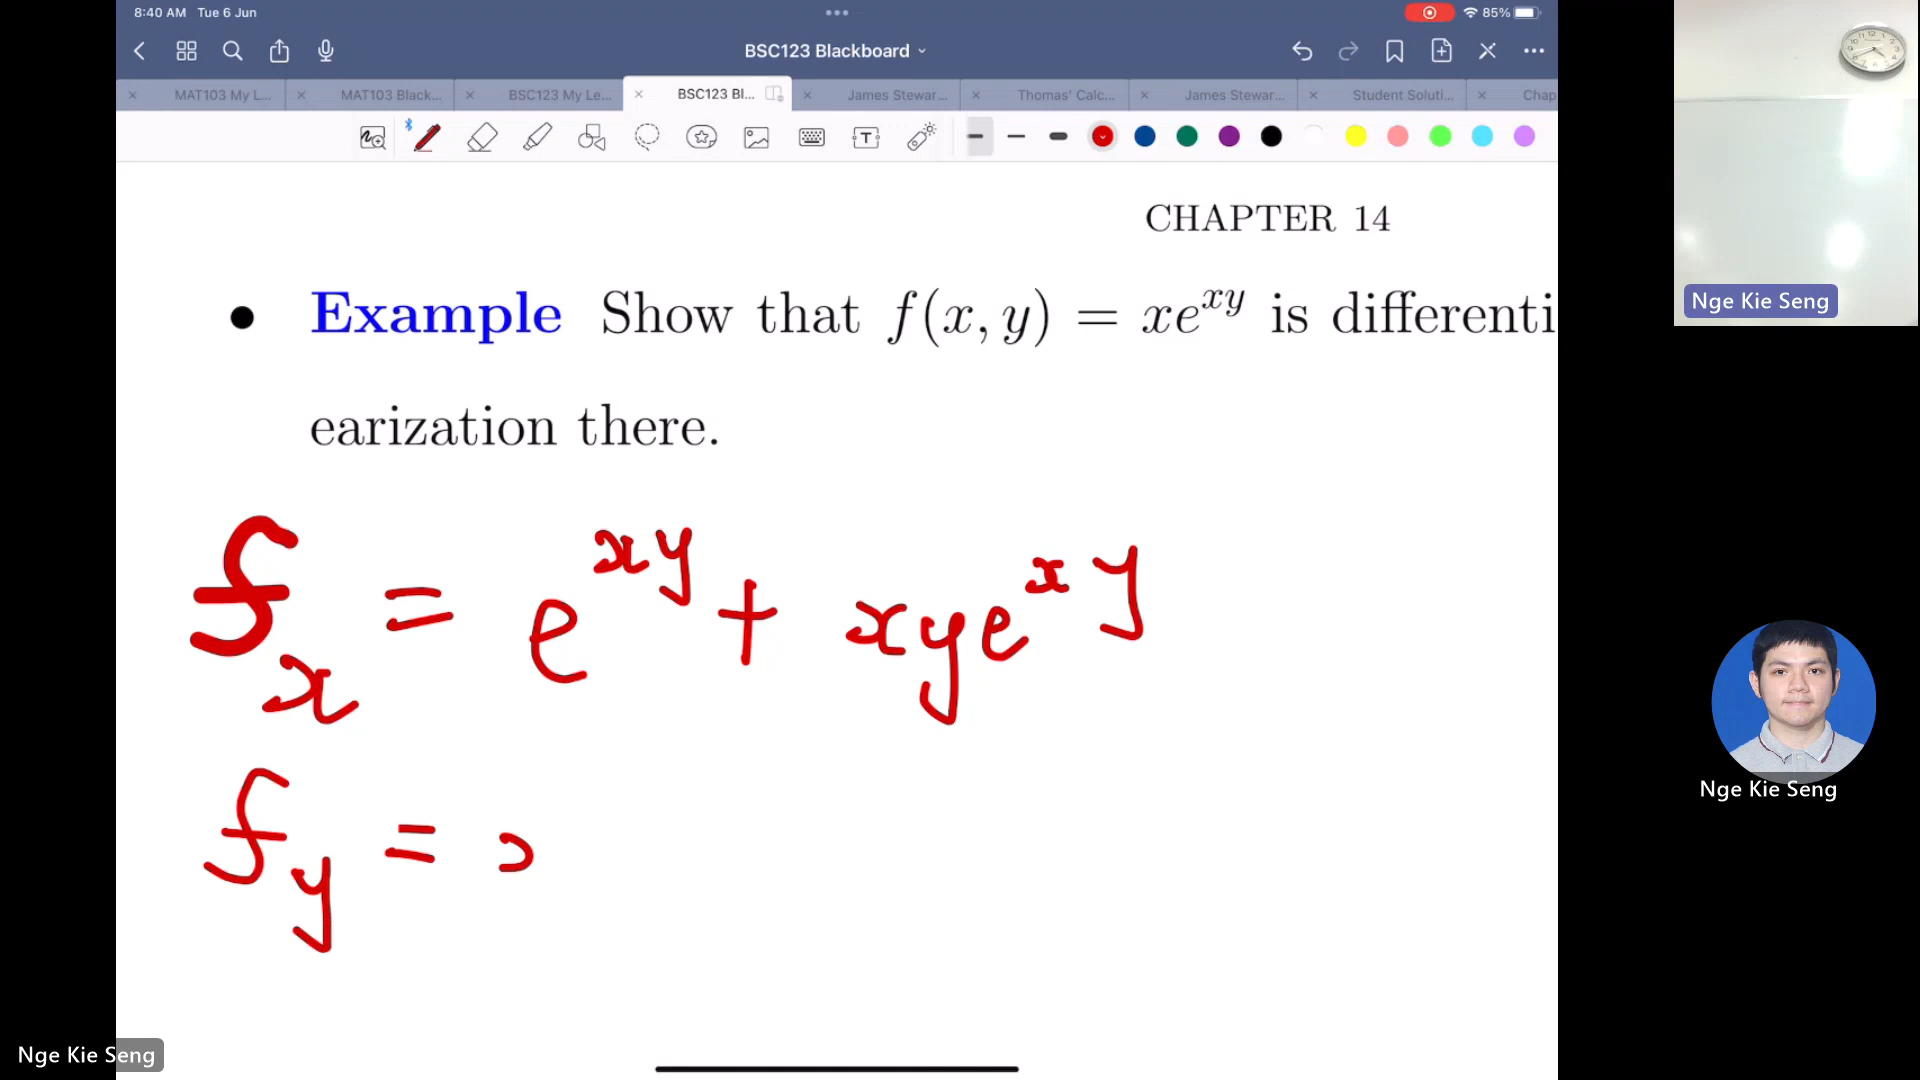 8:40 AM Tue 6 Jun
85%
BSC123 Blackboard
MAT103 My L...
MAT103 Black...
BSC123 My Le...
BSC123 Bl...
James Stewar...
Thomas' Calc...
James Stewar...
Student Soluti...
Chap
T
CHAPTER 14
• Example Show that f(x, y) = xe^{xy} is differenti
earization there.
f_x = e^{xy} + xye^{xy}
f_y =
Nge Kie Seng
Nge Kie Seng
Nge Kie Seng